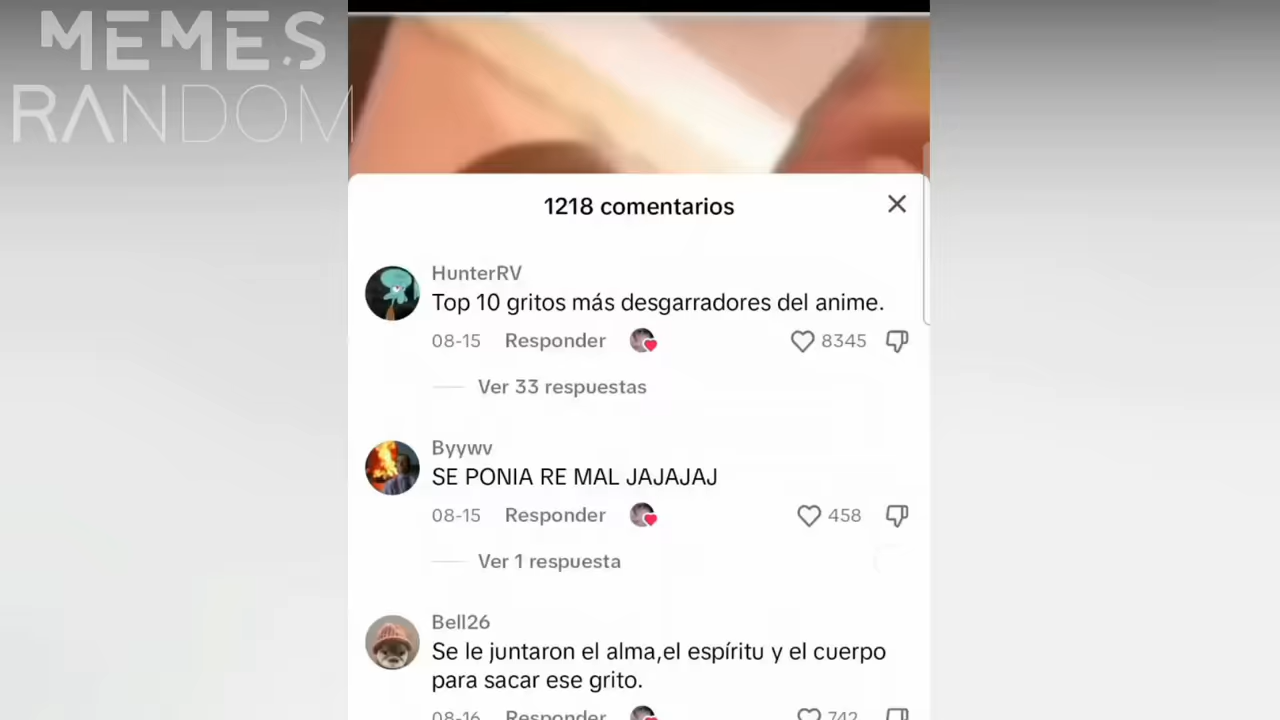 MEMES
RANDOM
1218 comentarios
HunterRV
Top 10 gritos más desgarradores del anime.
08-15 Responder 8345
Ver 33 respuestas
Byywv
SE PONIA RE MAL JAJAJAJ
08-15 Responder 458
Ver 1 respuesta
Bell26
Se le juntaron el alma,el espíritu y el cuerpo
para sacar ese grito.
08-16 Responder 742